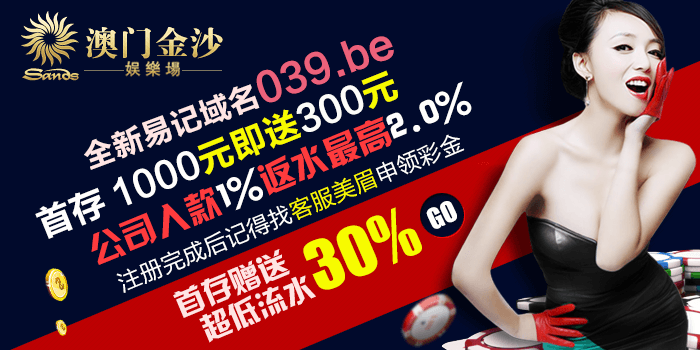 Sands
澳门金沙
娱樂場
全新易记域名039.be
首存 1000元即送300元
公司入款1%返水最高2.0%
注册完成后记得找客服美眉申领彩金
首存赠送
超低流水
30%
GO